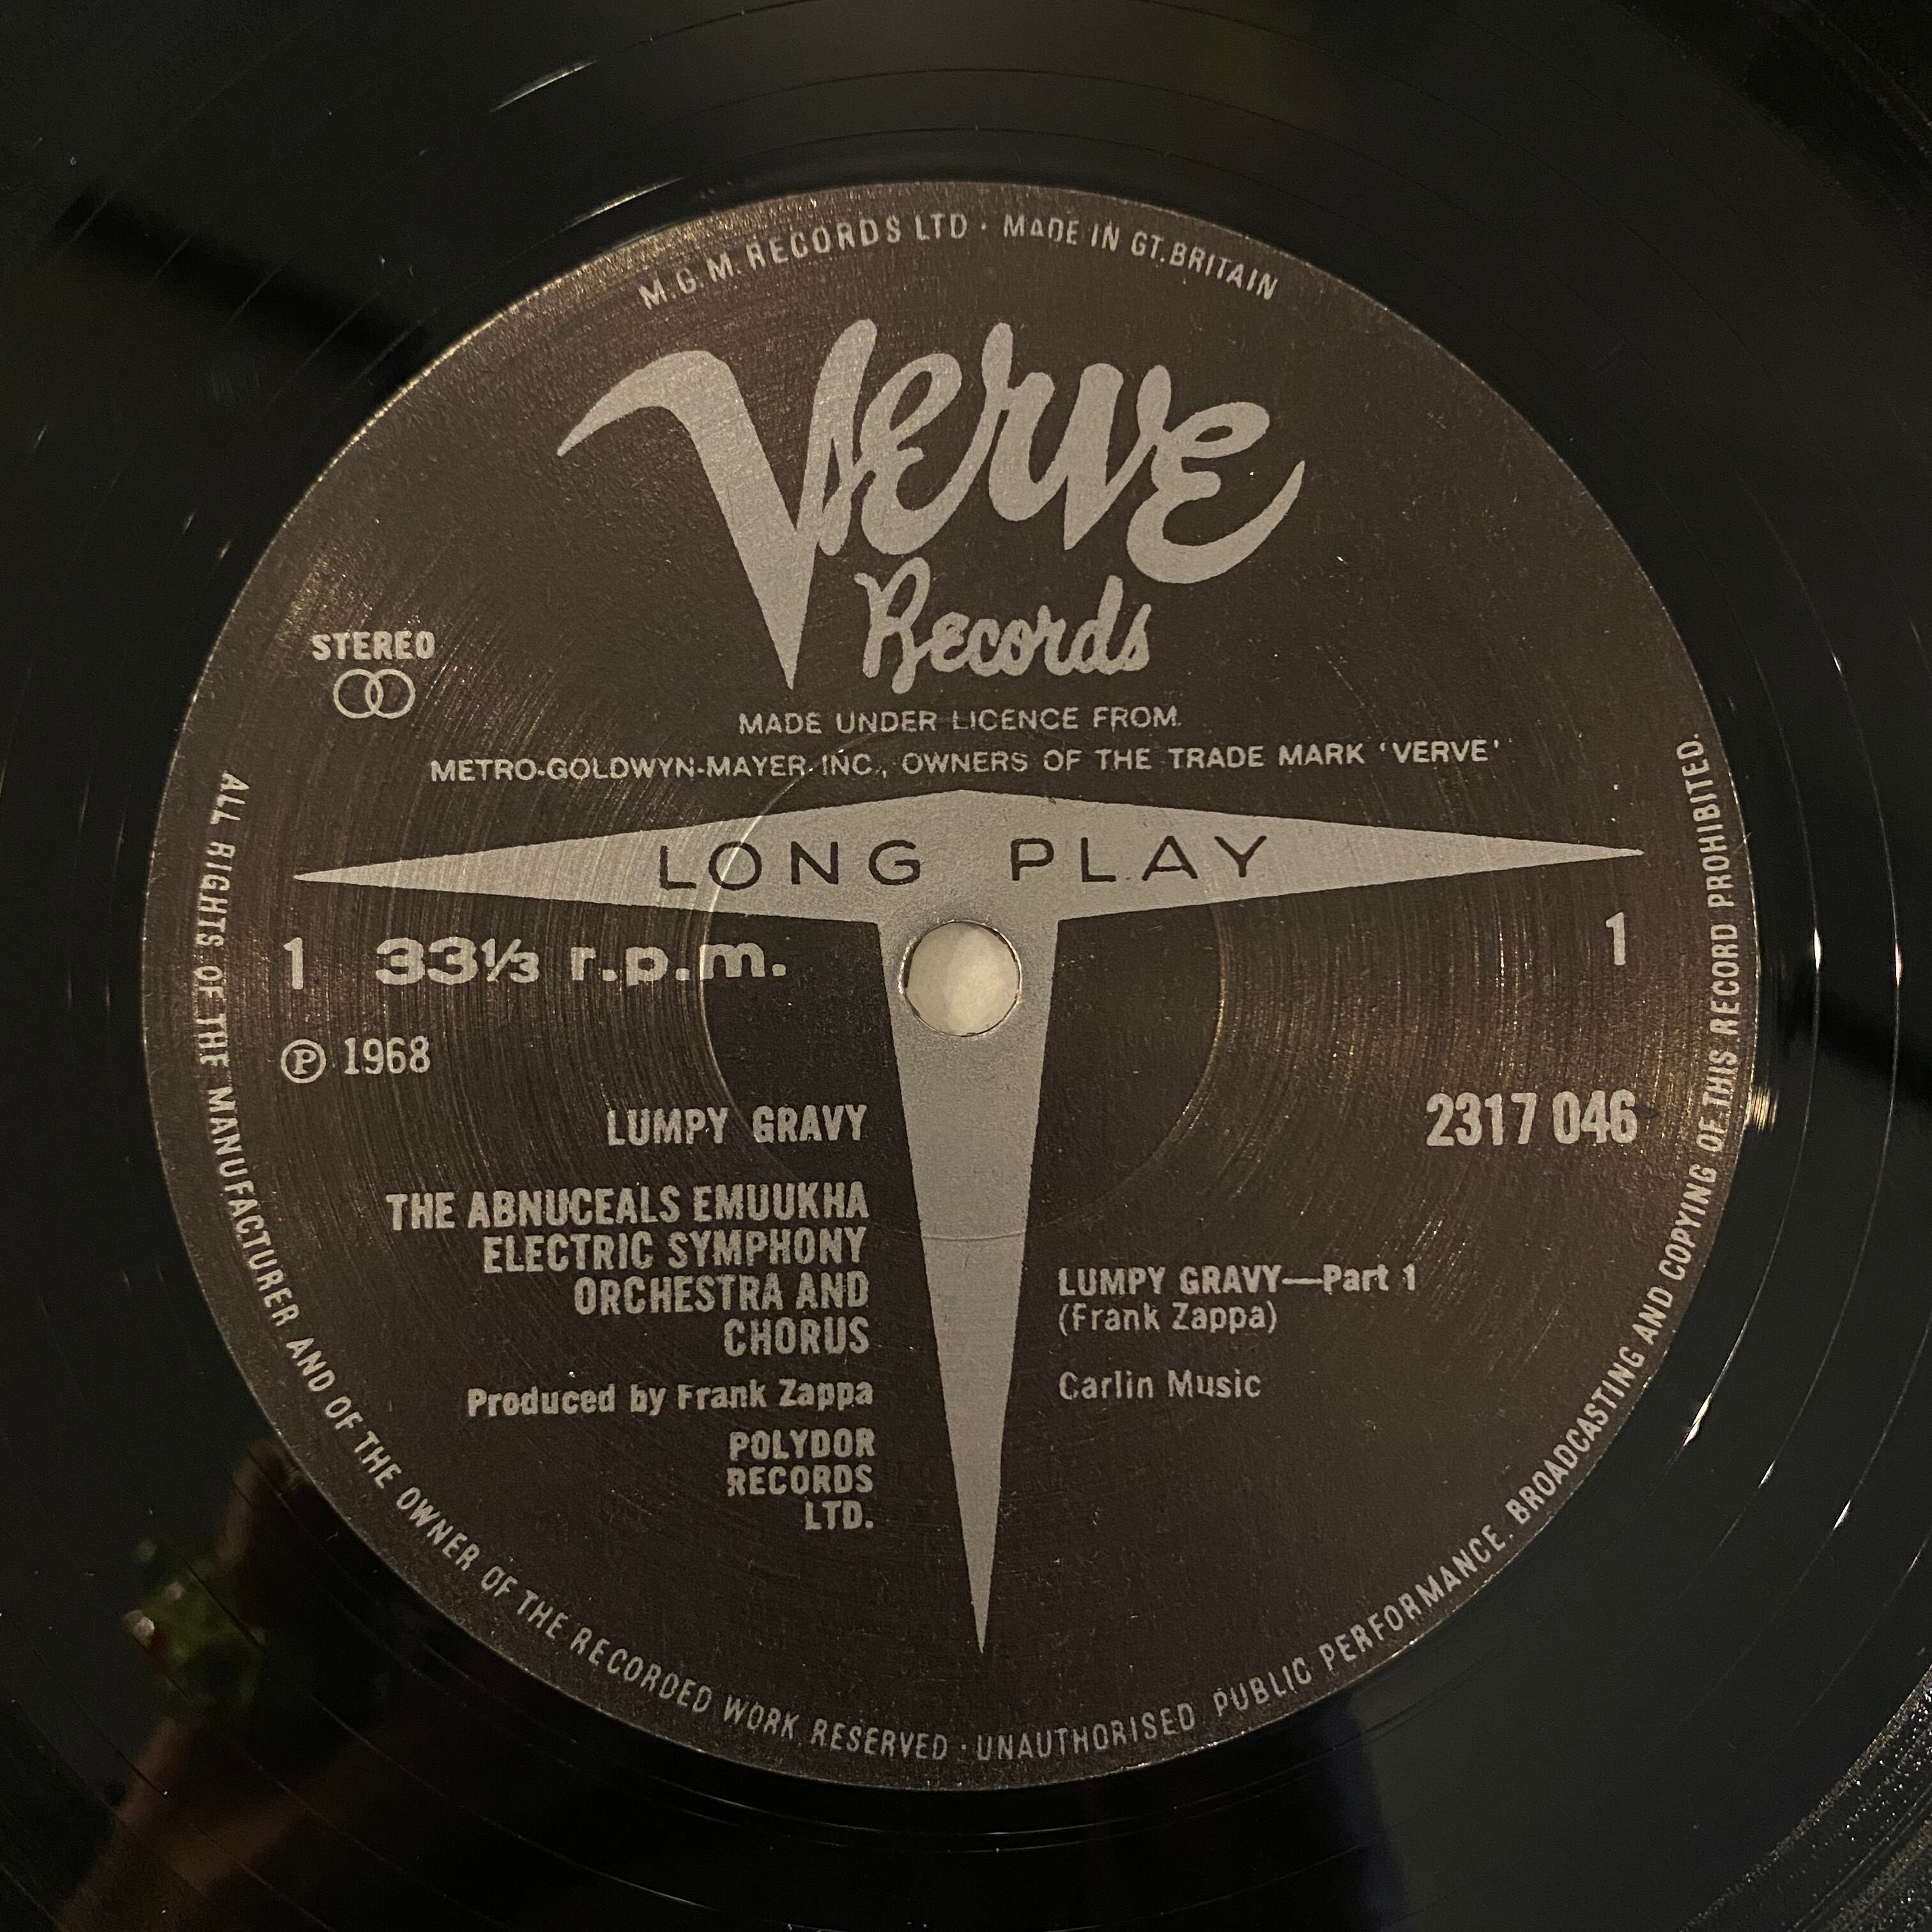 M.G.M. RECORDS LTD · MADE IN GT.BRITAIN
Verve
Records
STEREO
MADE UNDER LICENCE FROM
METRO-GOLDWYN-MAYER INC., OWNERS OF THE TRADE MARK 'VERVE'
LONG PLAY
1 33⅓ r.p.m.
1
Ⓟ 1968
2317 046
LUMPY GRAVY
THE ABNUCEALS EMUUKHA
ELECTRIC SYMPHONY
ORCHESTRA AND
CHORUS
Produced by Frank Zappa
POLYDOR
RECORDS
LTD.
LUMPY GRAVY—Part 1
(Frank Zappa)
Carlin Music
ALL RIGHTS OF THE MANUFACTURER AND OF THE OWNER OF THE RECORDED WORK RESERVED · UNAUTHORISED PUBLIC PERFORMANCE, BROADCASTING AND COPYING OF THIS RECORD PROHIBITED.